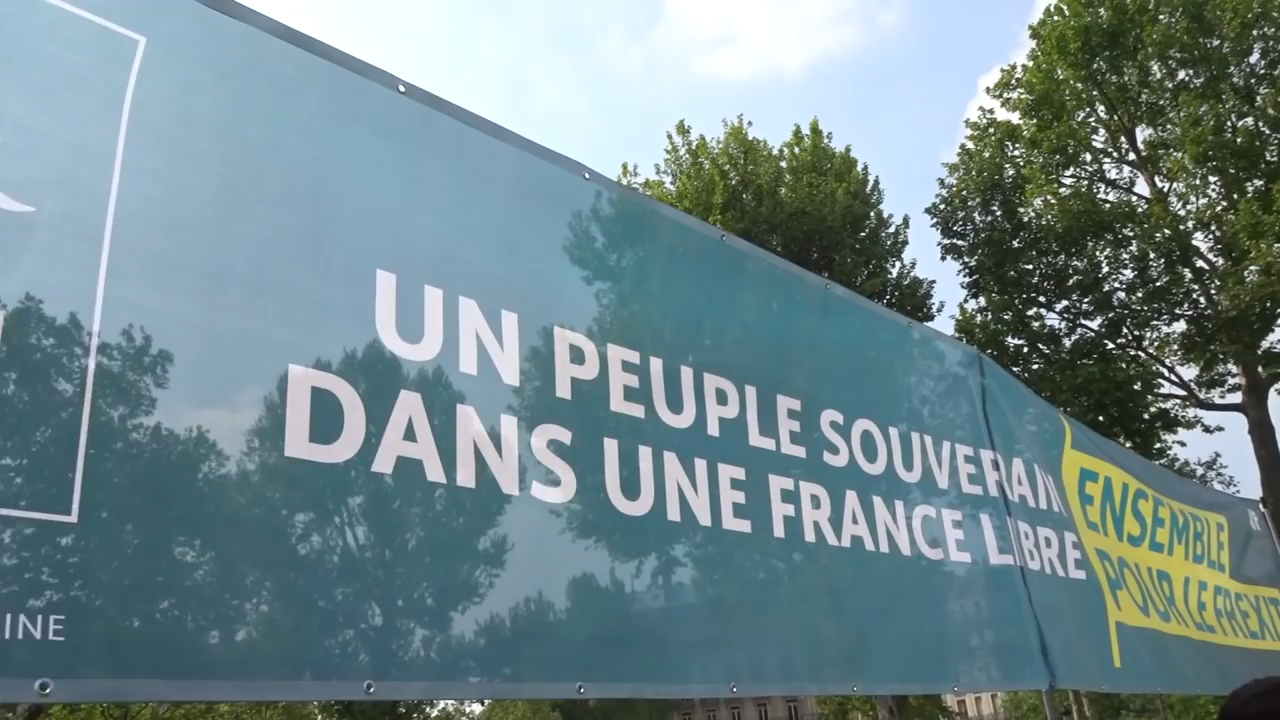 UN PEUPLE SOUVERAIN
DANS UNE FRANCE LIBRE
ENSEMBLE
POUR LE FREXIT
INE